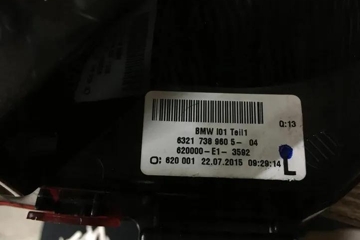 BMW I01 Teil1
Q:13
6321 738 960 5- 04
620000-E1- 3592
O: 620 001 22.07.2015 09:29:14
L